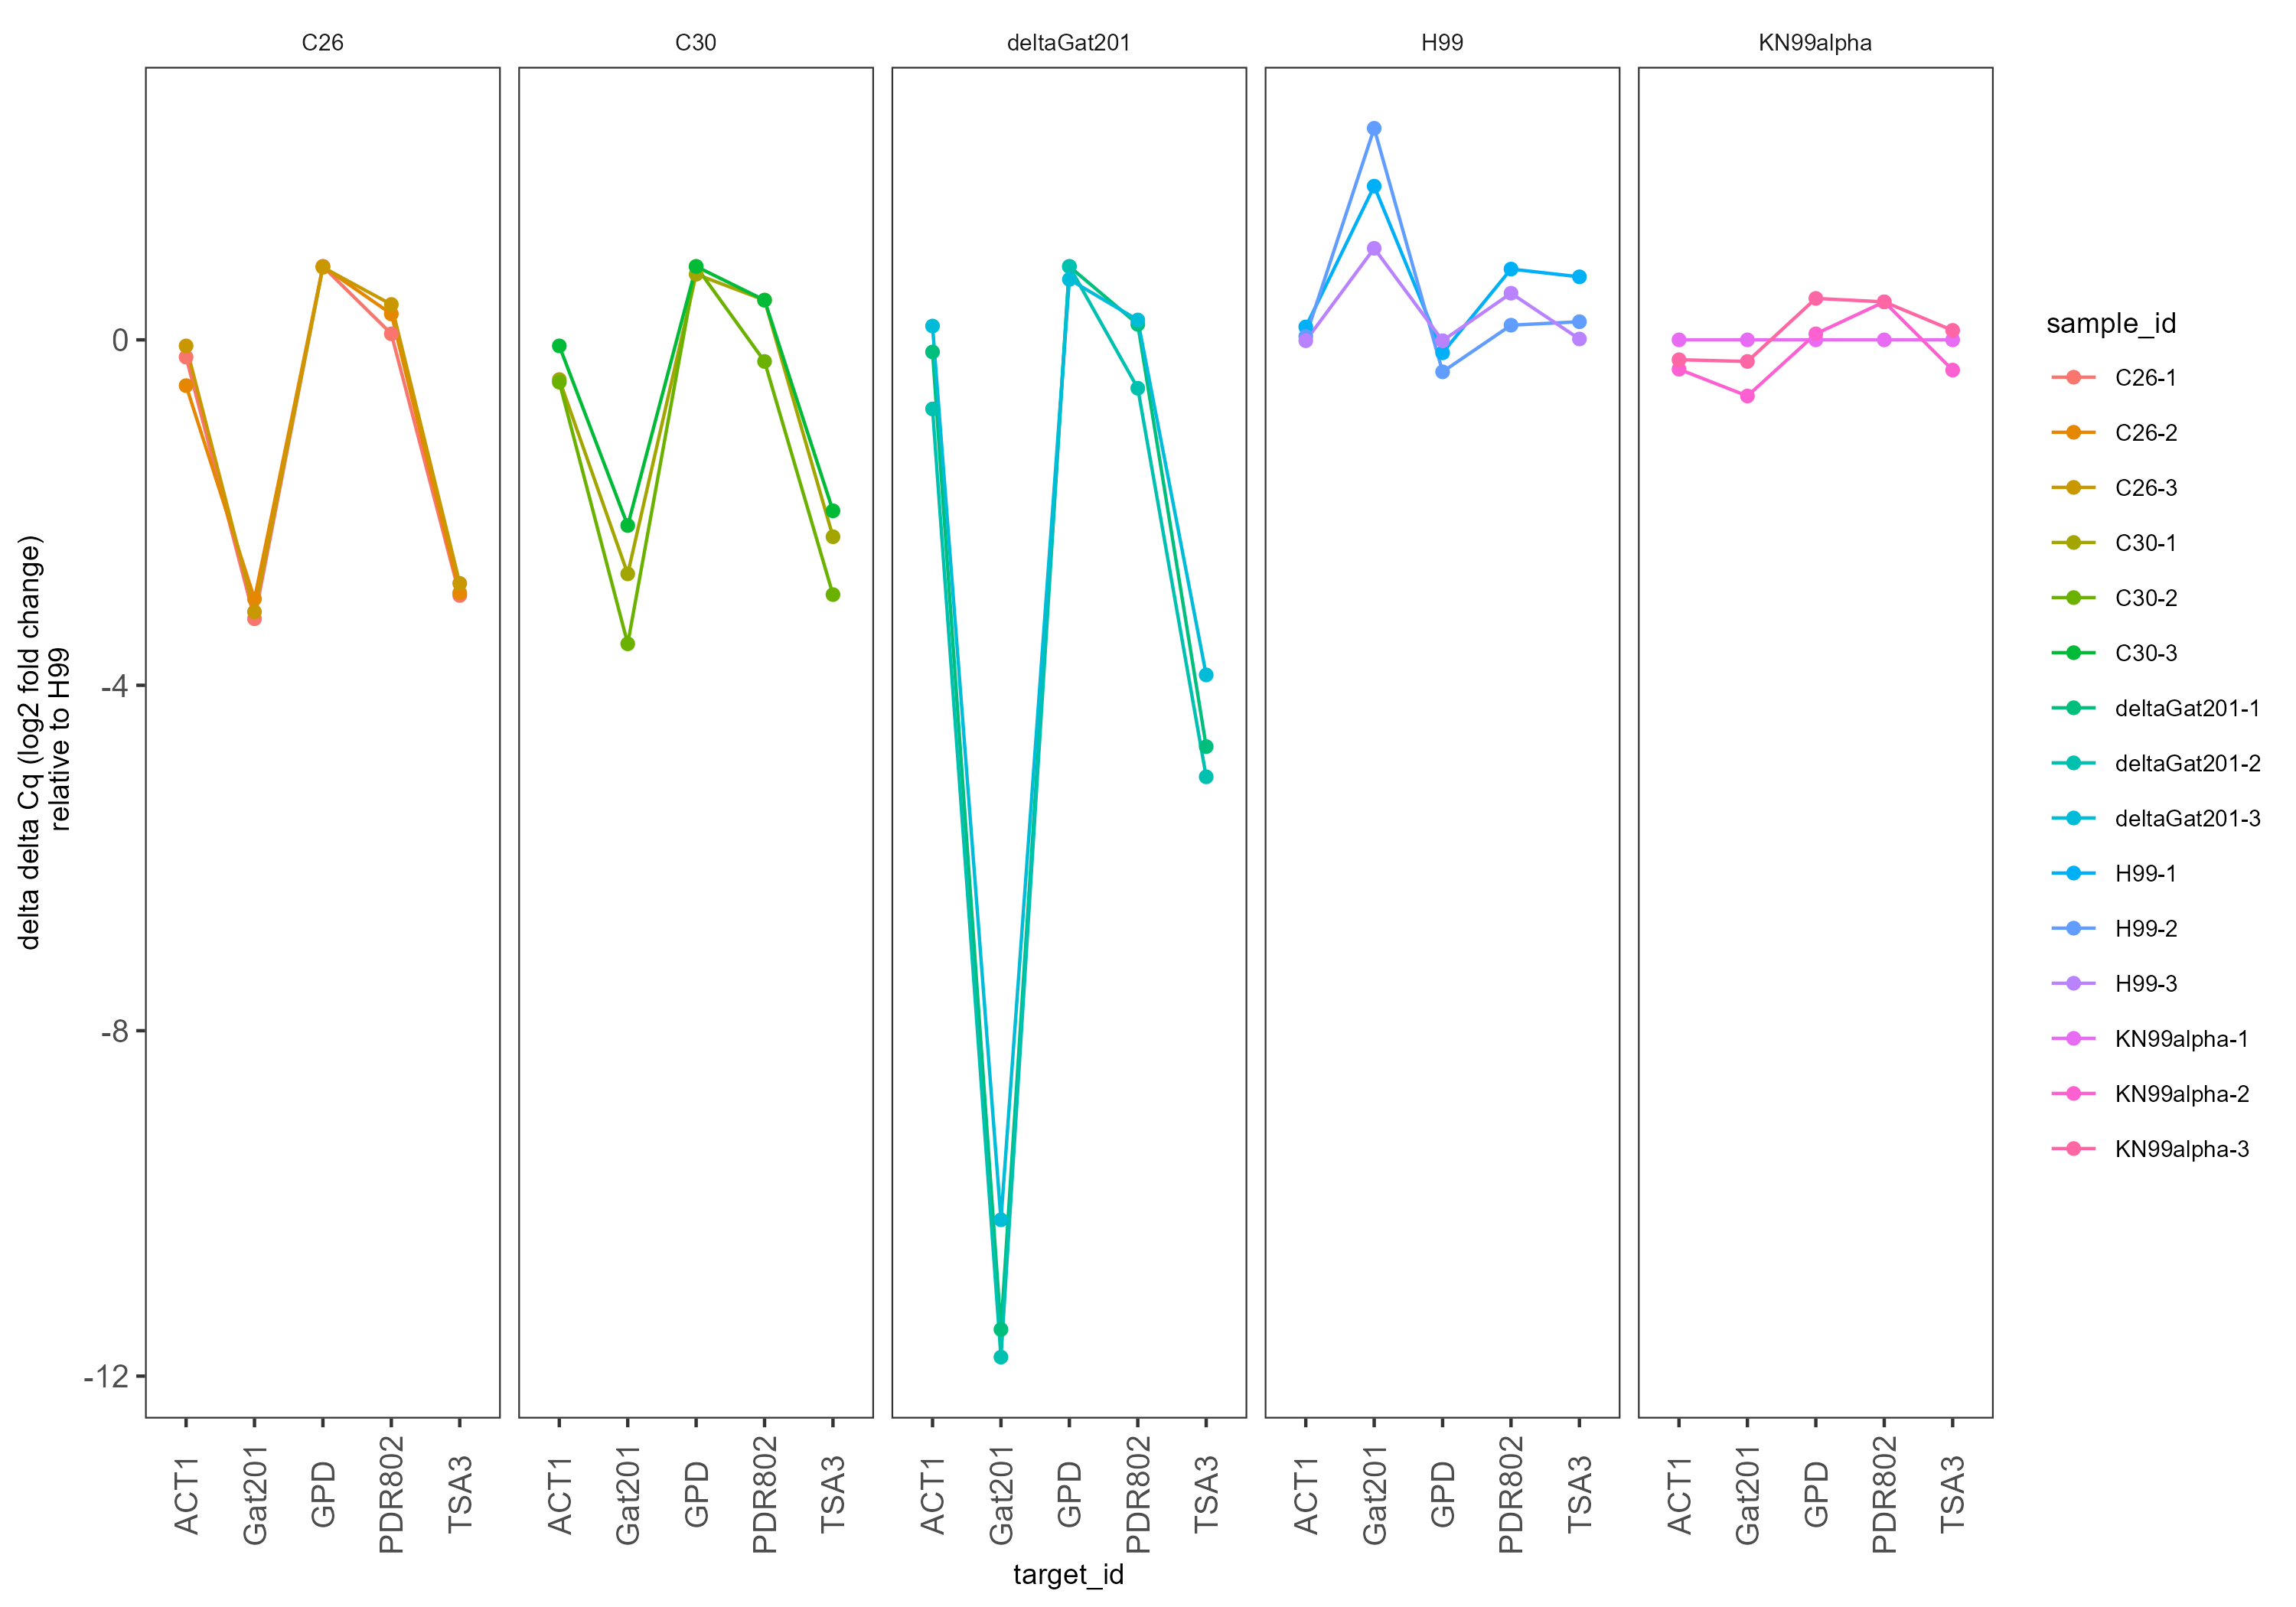 C26 C30 deltaGat201 H99 KN99alpha
delta delta Cq (log2 fold change)
relative to H99
0
-4
-8
-12
ACT1 Gat201 GPD PDR802 TSA3 ACT1 Gat201 GPD PDR802 TSA3 ACT1 Gat201 GPD PDR802 TSA3 ACT1 Gat201 GPD PDR802 TSA3 ACT1 Gat201 GPD PDR802 TSA3
target_id
sample_id
C26-1
C26-2
C26-3
C30-1
C30-2
C30-3
deltaGat201-1
deltaGat201-2
deltaGat201-3
H99-1
H99-2
H99-3
KN99alpha-1
KN99alpha-2
KN99alpha-3